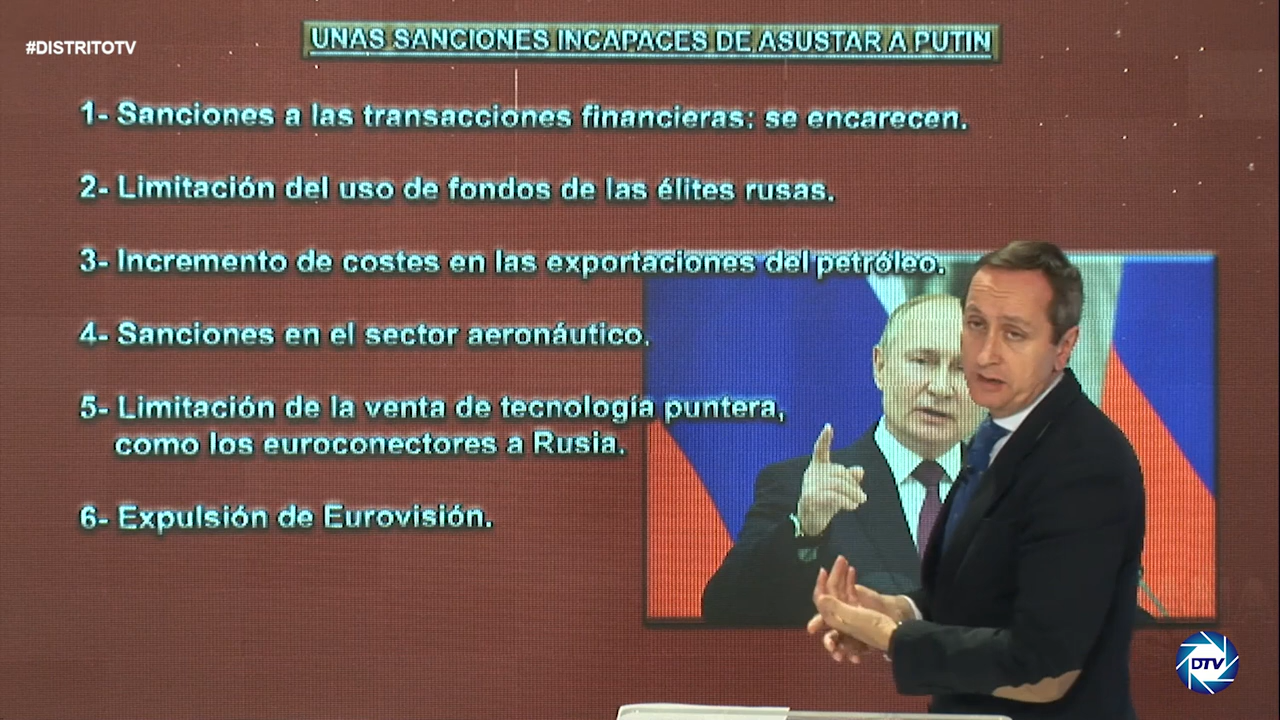 #DISTRITOTV
UNAS SANCIONES INCAPACES DE ASUSTAR A PUTIN
1- Sanciones a las transacciones financieras: se encarecen.
2- Limitación del uso de fondos de las élites rusas.
3- Incremento de costes en las exportaciones del petróleo.
4- Sanciones en el sector aeronáutico.
5- Limitación de la venta de tecnología puntera,
como los euroconectores a Rusia.
6- Expulsión de Eurovisión.
DTV